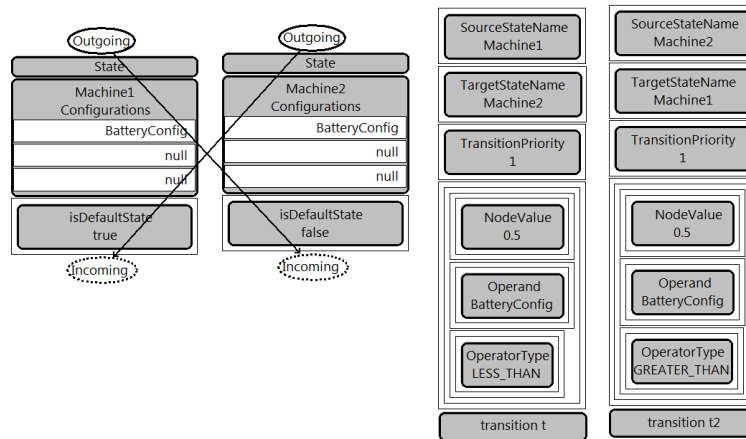 Outgoing
State
Machine1
Configurations
BatteryConfig
null
null
isDefaultState
true
Incoming
Outgoing
State
Machine2
Configurations
BatteryConfig
null
null
isDefaultState
false
Incoming
SourceStateName
Machine1
TargetStateName
Machine2
TransitionPriority
1
NodeValue
0.5
Operand
BatteryConfig
OperatorType
LESS_THAN
transition t
SourceStateName
Machine2
TargetStateName
Machine1
TransitionPriority
1
NodeValue
0.5
Operand
BatteryConfig
OperatorType
GREATER_THAN
transition t2